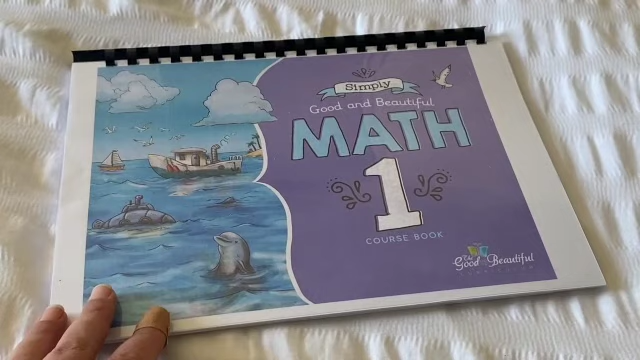 Simply
Good and Beautiful
MATH
1
COURSE BOOK
The
Good and Beautiful